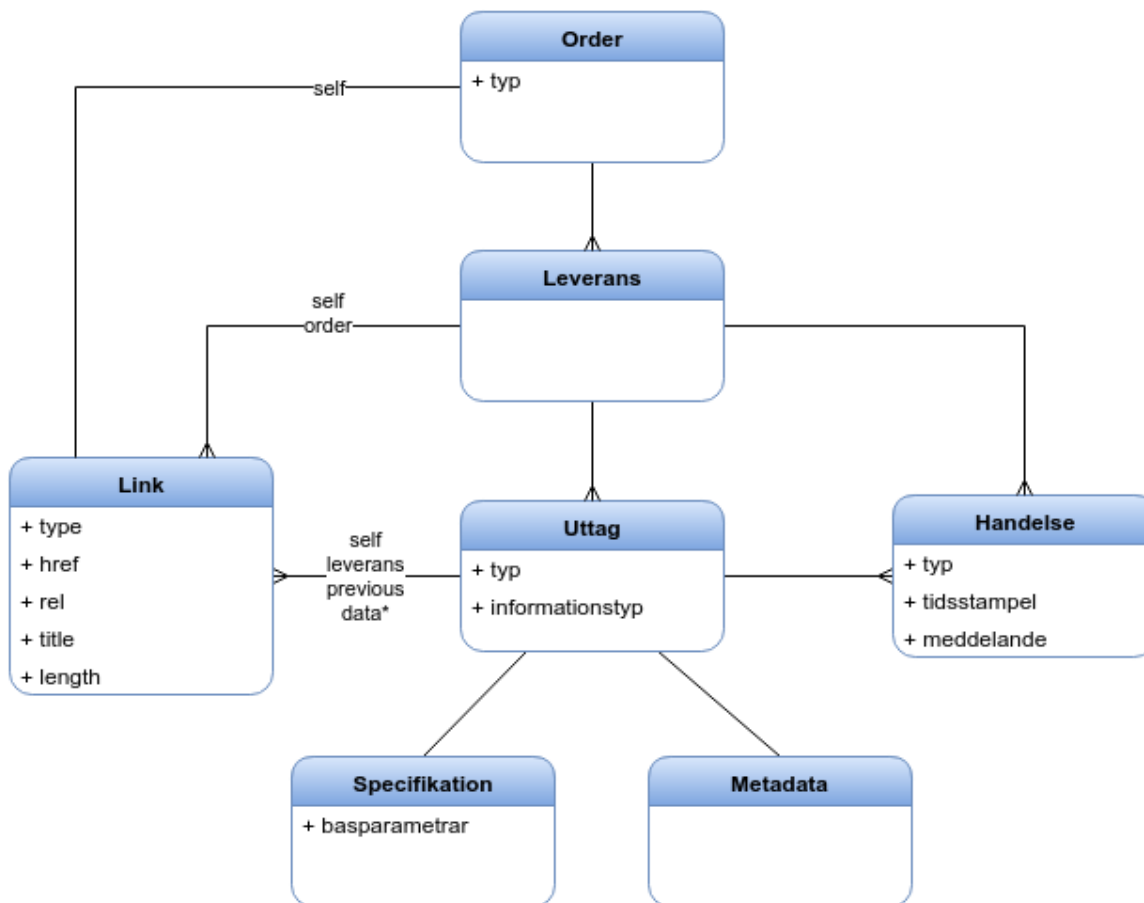 Order
+ typ
self
Leverans
self
order
Link
+ type
+ href
+ rel
+ title
+ length
self
leverans
previous
data*
Uttag
+ typ
+ informationstyp
Handelse
+ typ
+ tidsstampel
+ meddelande
Specifikation
+ basparametrar
Metadata